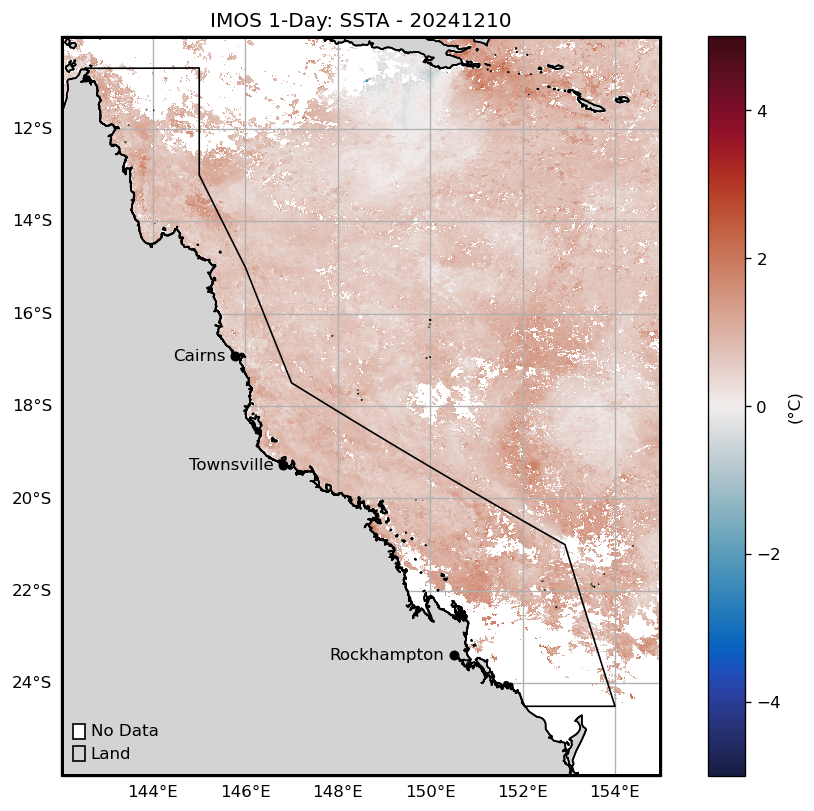 IMOS 1-Day: SSTA - 20241210
12°S
14°S
16°S
18°S
20°S
22°S
24°S
Cairns
Townsville
Rockhampton
No Data
Land
144°E 146°E 148°E 150°E 152°E 154°E
4
2
0
−2
−4
(°C)